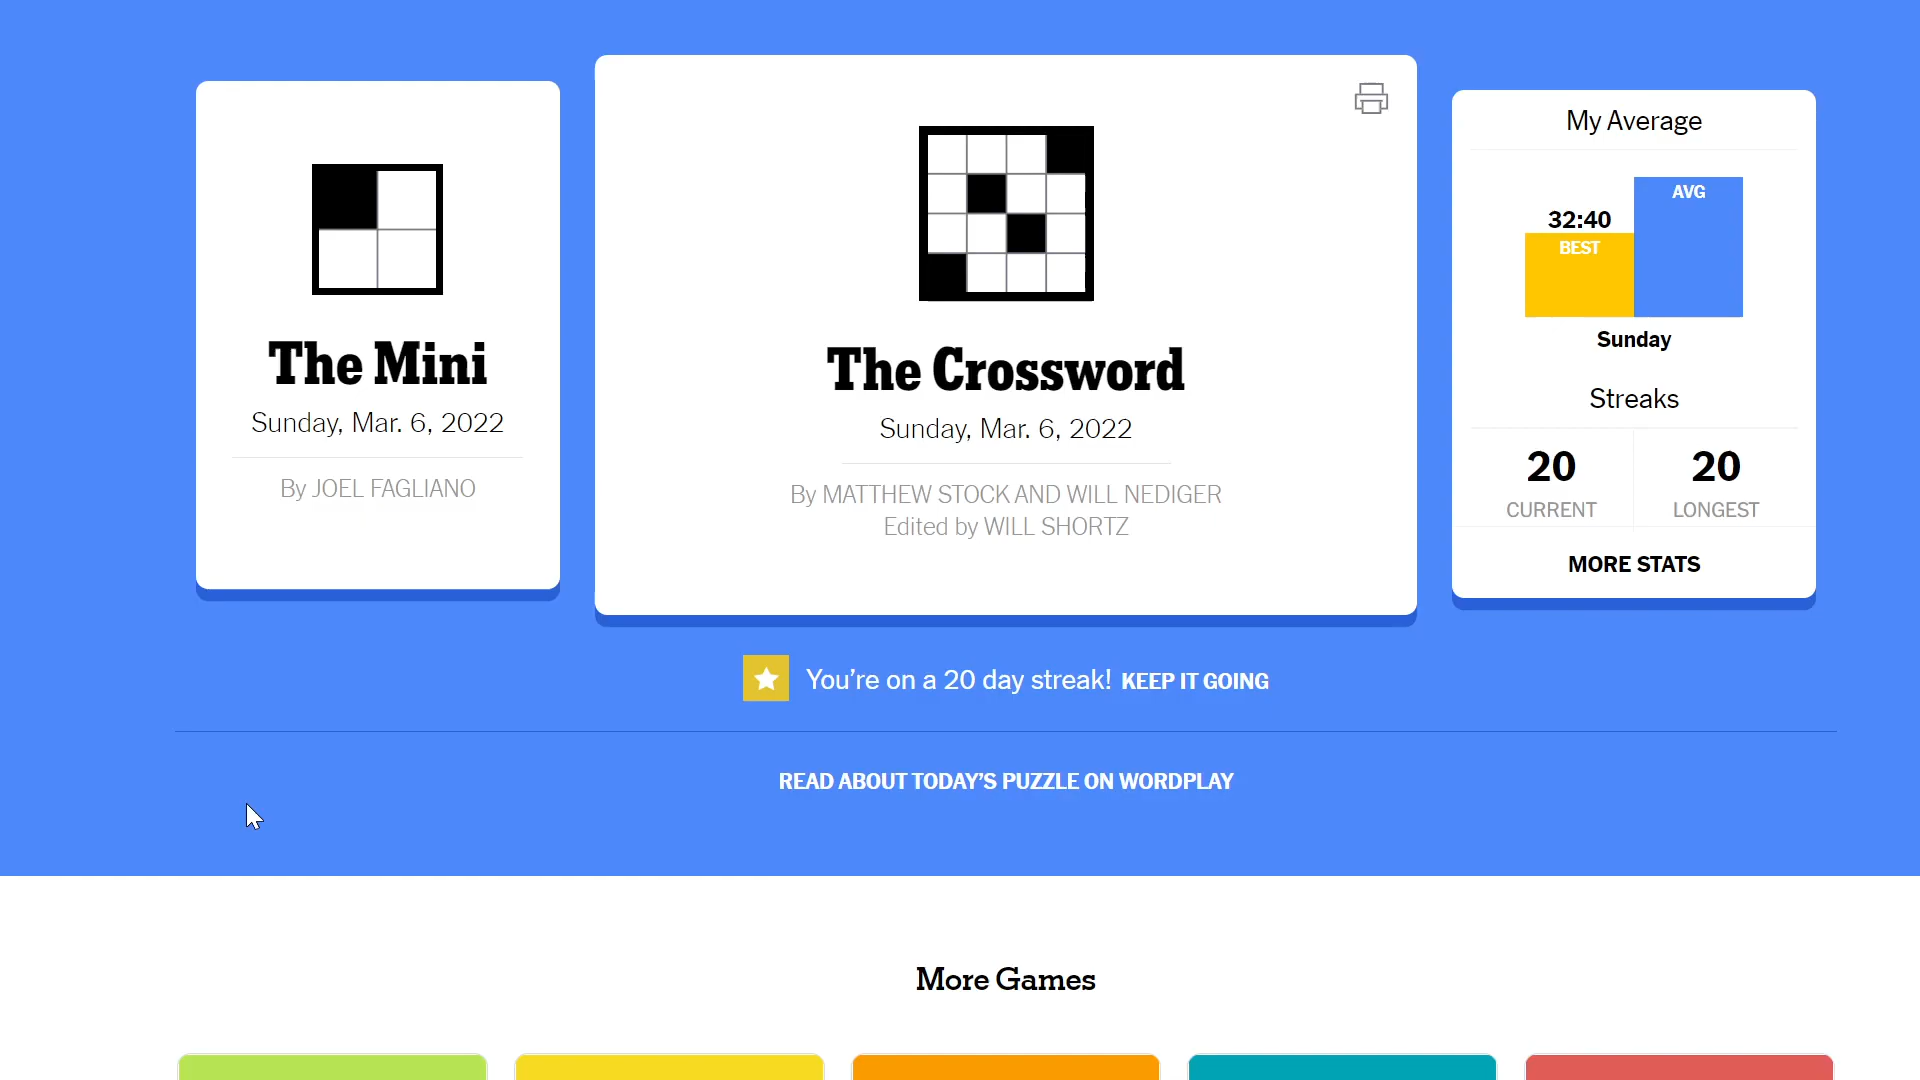 The Mini
Sunday, Mar. 6, 2022
By JOEL FAGLIANO
The Crossword
Sunday, Mar. 6, 2022
By MATTHEW STOCK AND WILL NEDIGER
Edited by WILL SHORTZ
My Average
AVG
32:40
BEST
Sunday
Streaks
20 20
CURRENT LONGEST
MORE STATS
You’re on a 20 day streak! KEEP IT GOING
READ ABOUT TODAY’S PUZZLE ON WORDPLAY
More Games